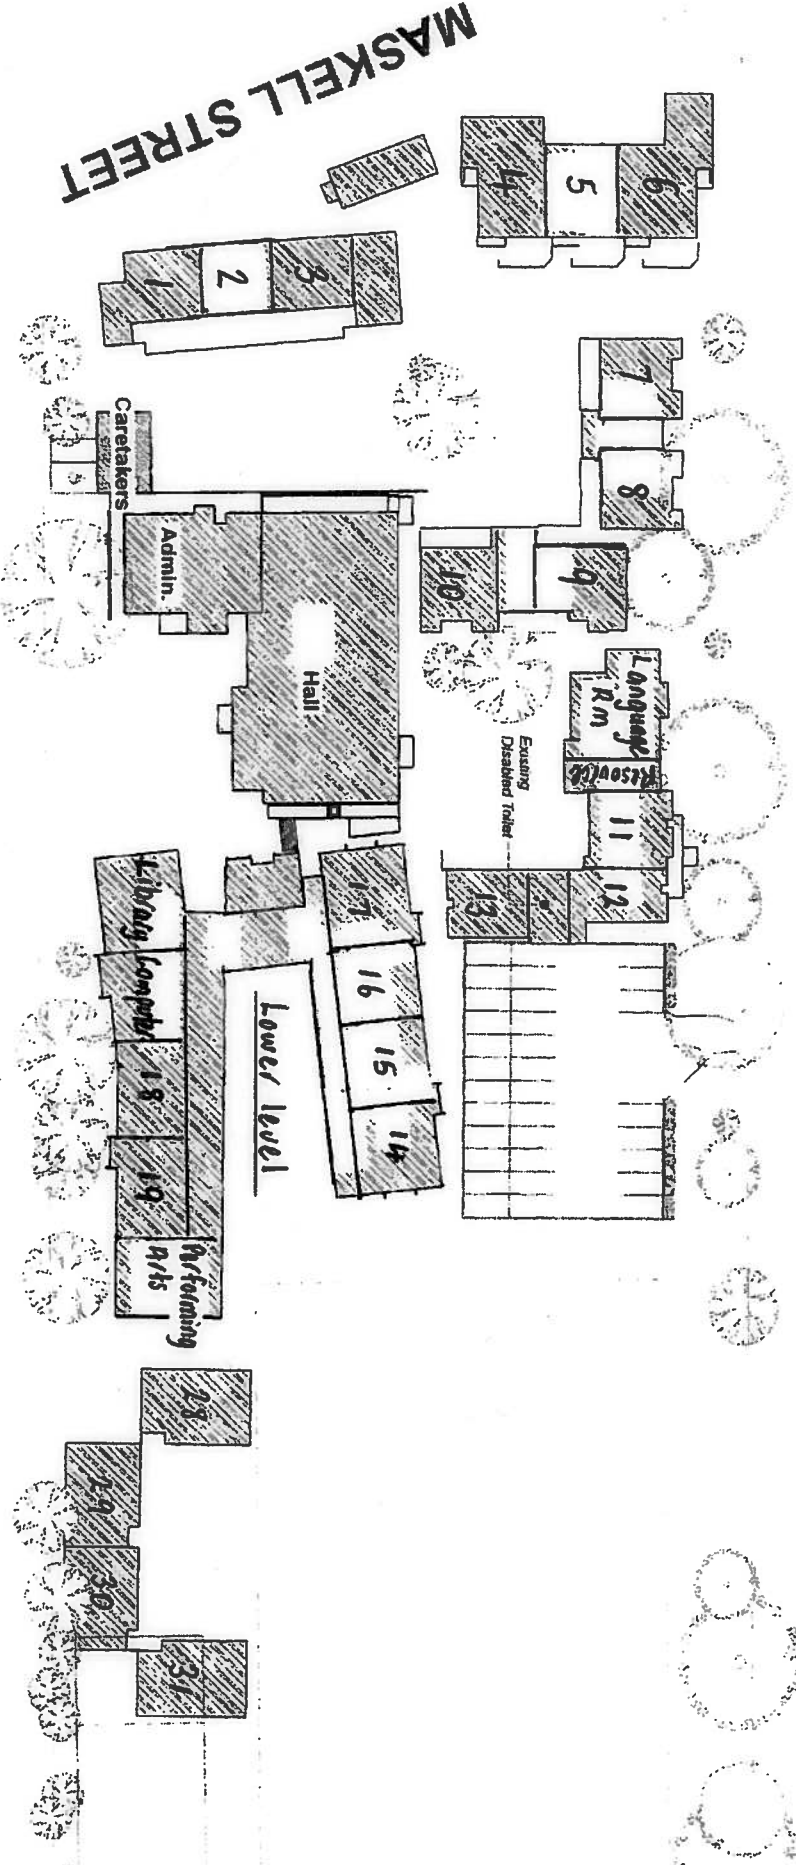 MASKELL STREET
4
5
6
1
2
3
7
8
Caretakers
Admin.
Hall
10
9
Language
Rm
Resource
Existing
Disabled Toilet
11
12
13
17
16
15
14
Library
Computer
18
19
Lower level
Performing
Arts
28
29
30
31